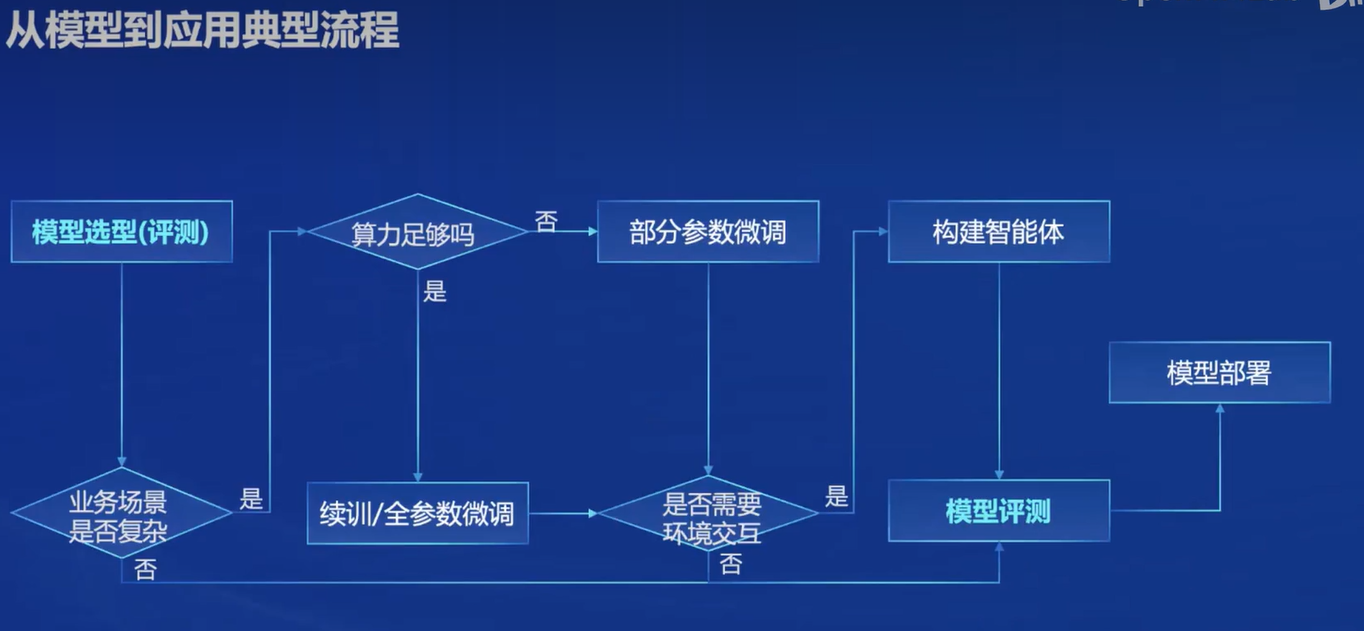 从模型到应用典型流程
模型选型(评测)
业务场景
是否复杂
是
否
算力足够吗
否
是
部分参数微调
续训/全参数微调
是否需要
环境交互
是
否
构建智能体
模型评测
模型部署